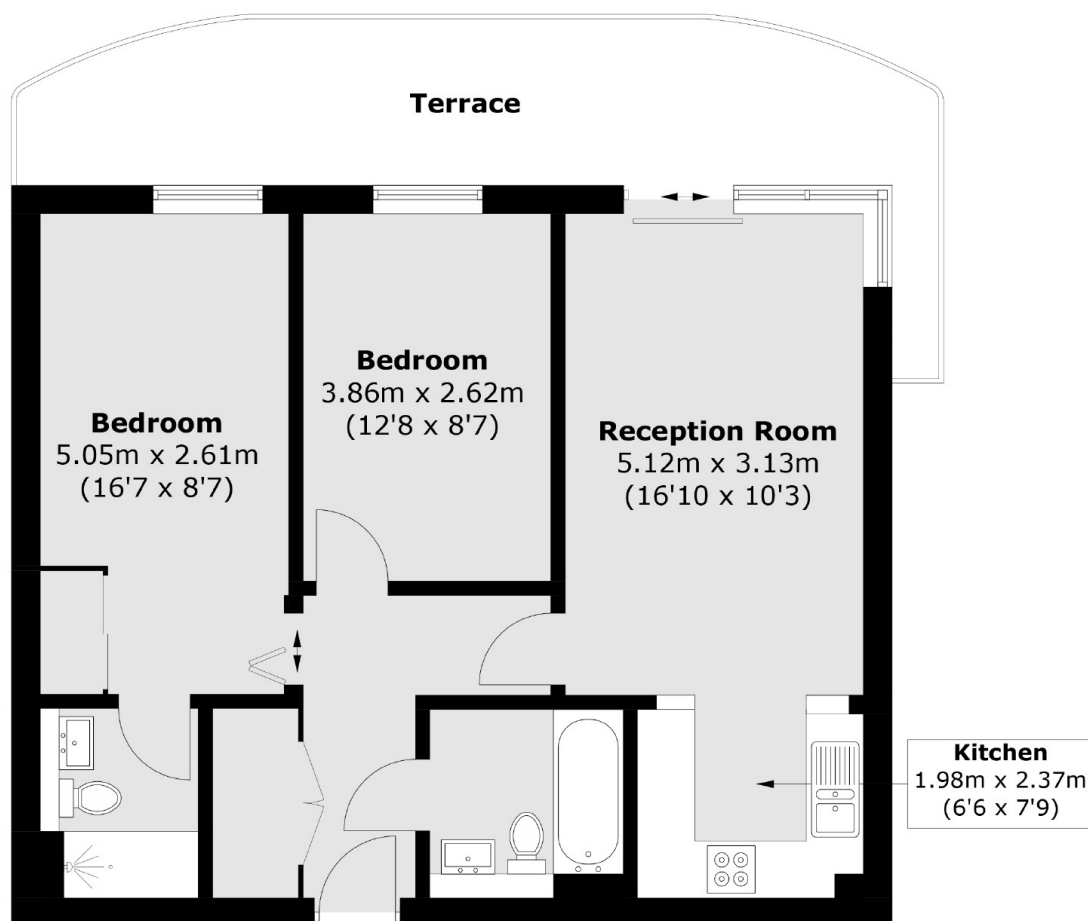 Terrace
Bedroom
3.86m x 2.62m
(12'8 x 8'7)
Bedroom
5.05m x 2.61m
(16'7 x 8'7)
Reception Room
5.12m x 3.13m
(16'10 x 10'3)
Kitchen
1.98m x 2.37m
(6'6 x 7'9)